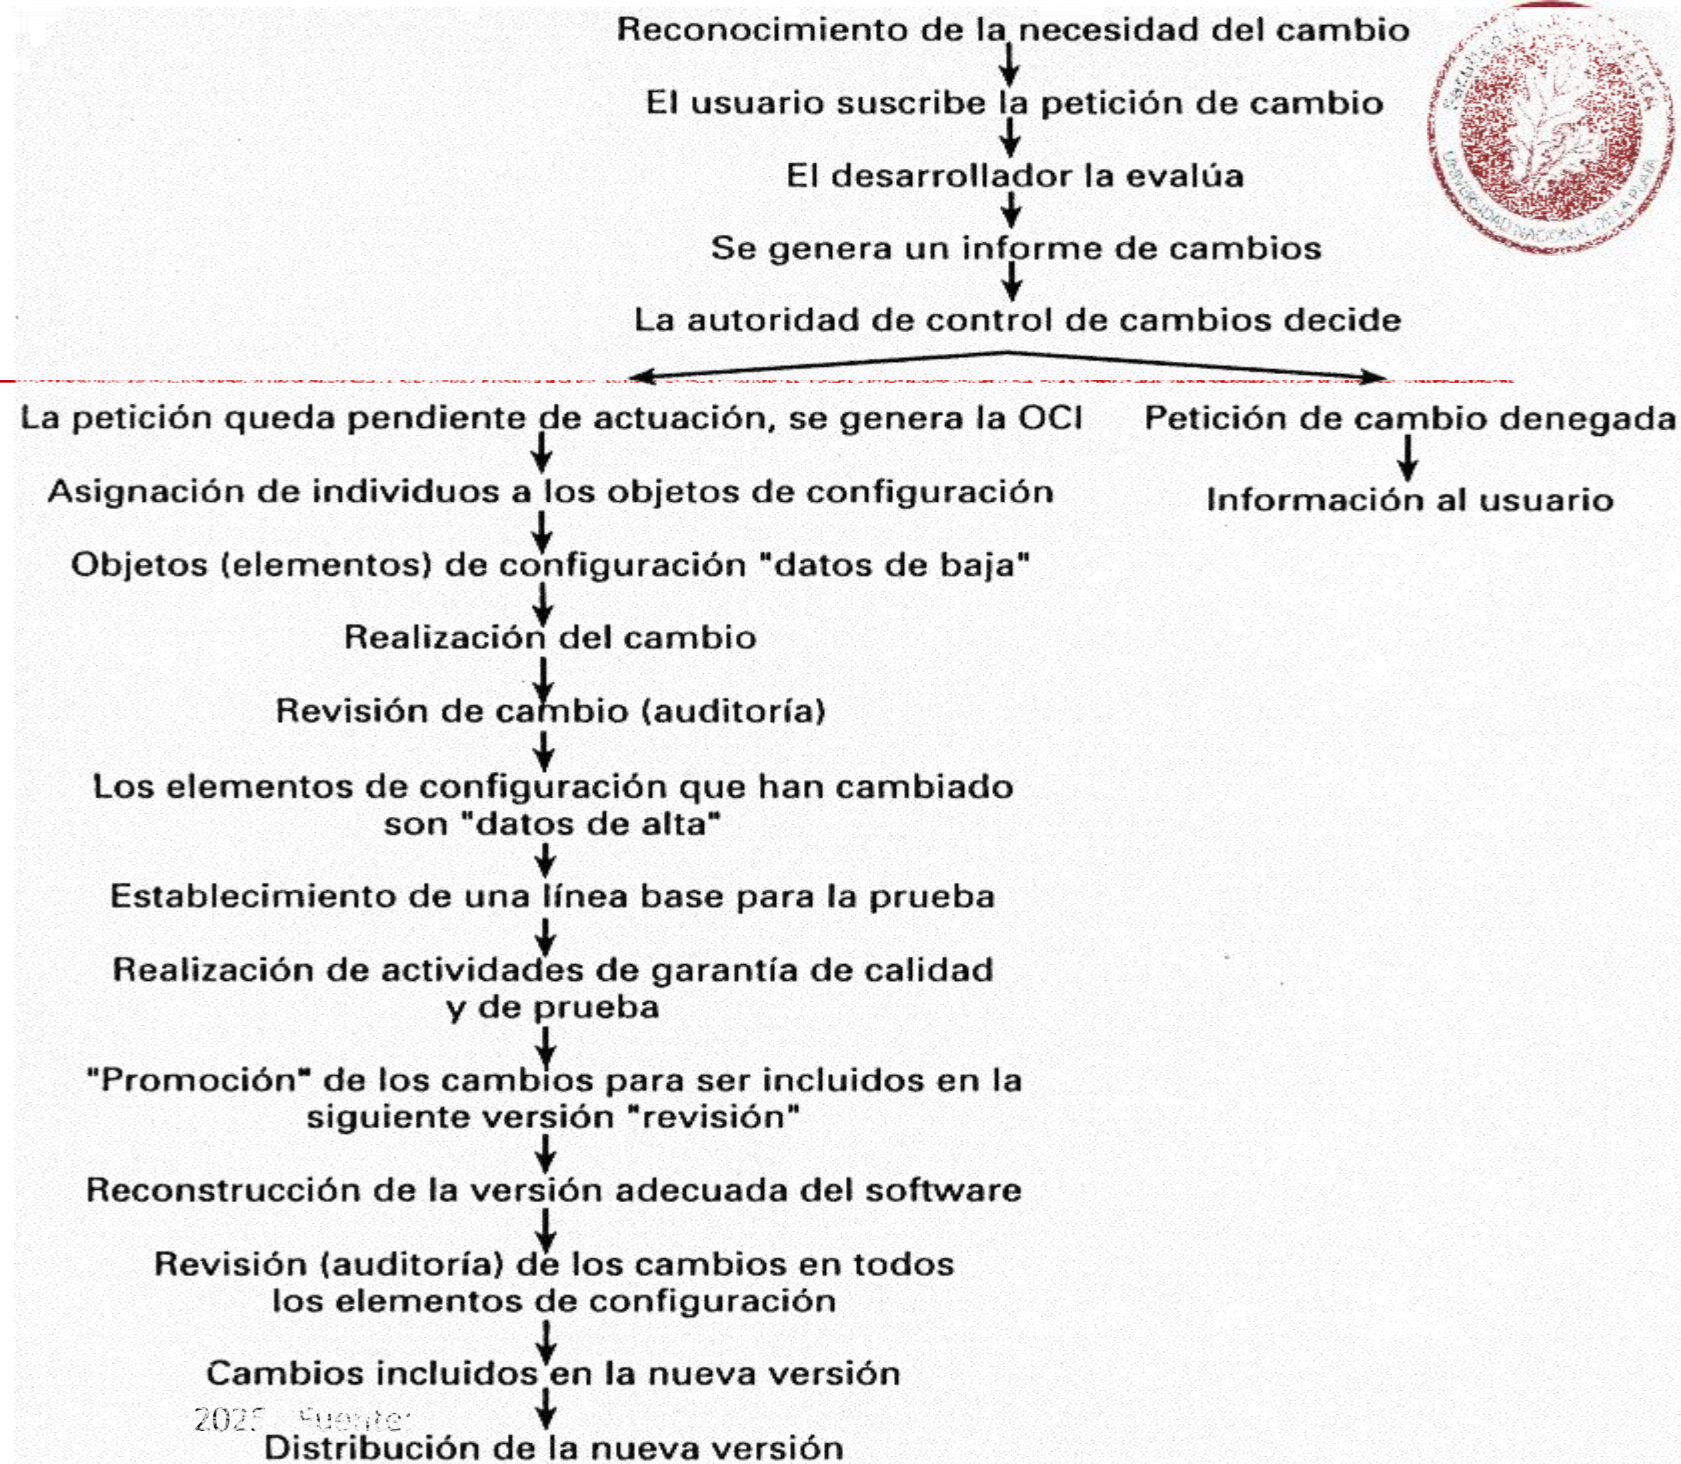 Reconocimiento de la necesidad del cambio
El usuario suscribe la petición de cambio
El desarrollador la evalúa
Se genera un informe de cambios
La autoridad de control de cambios decide
La petición queda pendiente de actuación, se genera la OCI
Petición de cambio denegada
Asignación de individuos a los objetos de configuración
Información al usuario
Objetos (elementos) de configuración "datos de baja"
Realización del cambio
Revisión de cambio (auditoría)
Los elementos de configuración que han cambiado
son "datos de alta"
Establecimiento de una línea base para la prueba
Realización de actividades de garantía de calidad
y de prueba
"Promoción" de los cambios para ser incluidos en la
siguiente versión "revisión"
Reconstrucción de la versión adecuada del software
Revisión (auditoría) de los cambios en todos
los elementos de configuración
Cambios incluidos en la nueva versión
Fuente:
Distribución de la nueva versión
UNIVERSIDAD NACIONAL DE LA PLATA